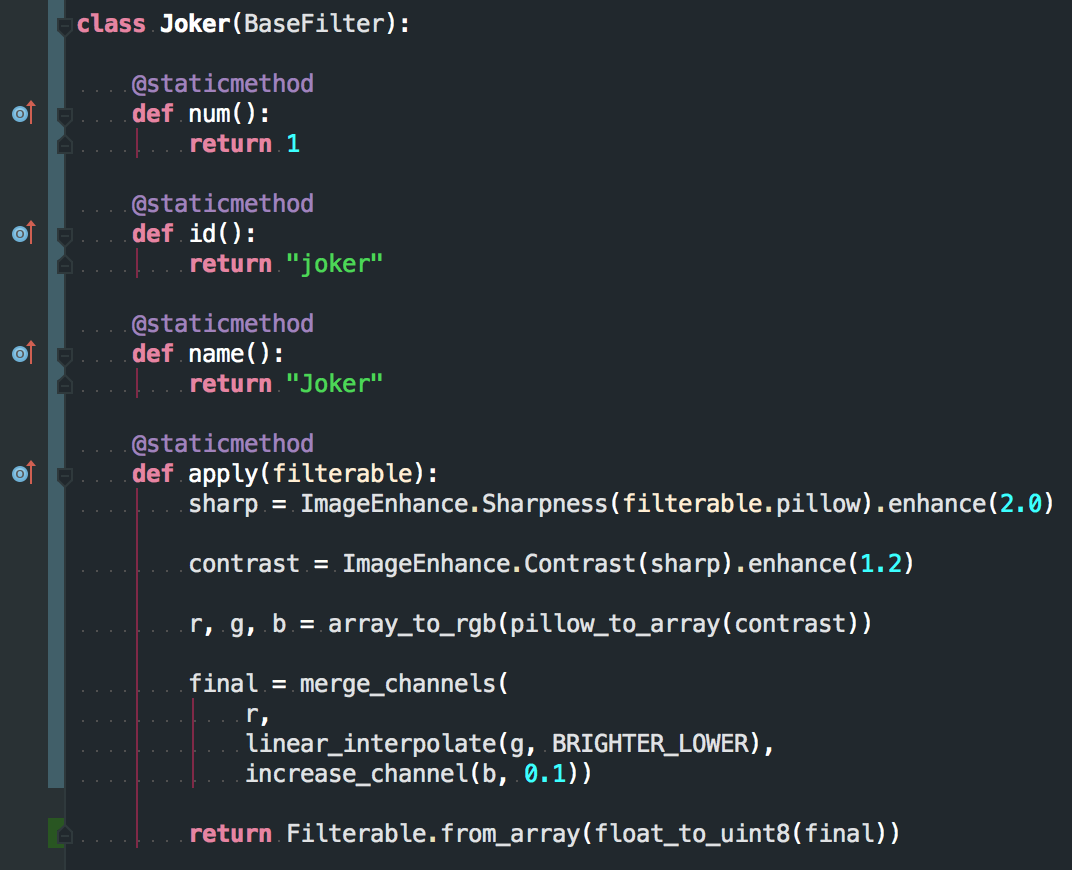 class Joker(BaseFilter):
@staticmethod
def num():
return 1
@staticmethod
def id():
return "joker"
@staticmethod
def name():
return "Joker"
@staticmethod
def apply(filterable):
sharp = ImageEnhance.Sharpness(filterable.pillow).enhance(2.0)
contrast = ImageEnhance.Contrast(sharp).enhance(1.2)
r, g, b = array_to_rgb(pillow_to_array(contrast))
final = merge_channels(
r,
linear_interpolate(g, BRIGHTER_LOWER),
increase_channel(b, 0.1))
return Filterable.from_array(float_to_uint8(final))